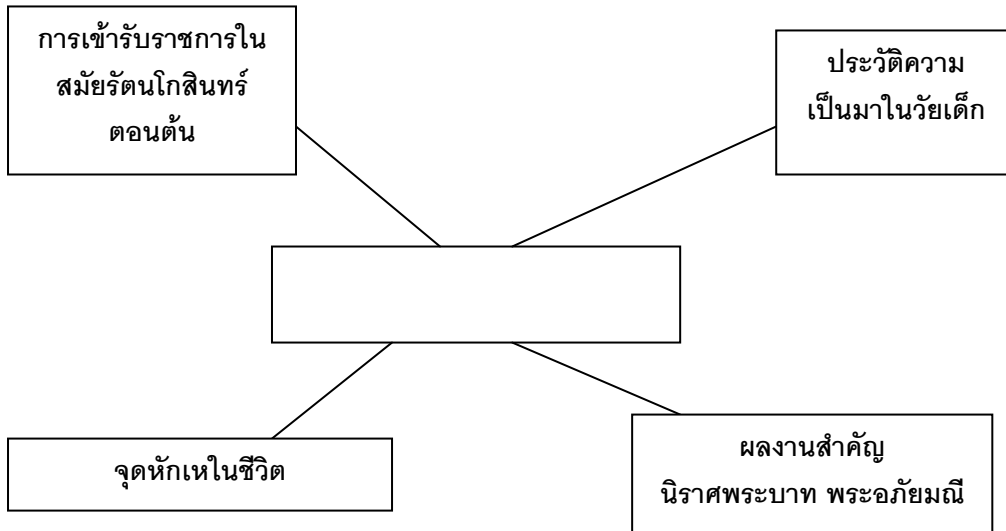 การเข้ารับราชการใน
สมัยรัตนโกสินทร์
ตอนต้น
ประวัติความ
เป็นมาในวัยเด็ก
จุดหักเหในชีวิต
ผลงานสำคัญ
นิราศพระบาท พระอภัยมณี